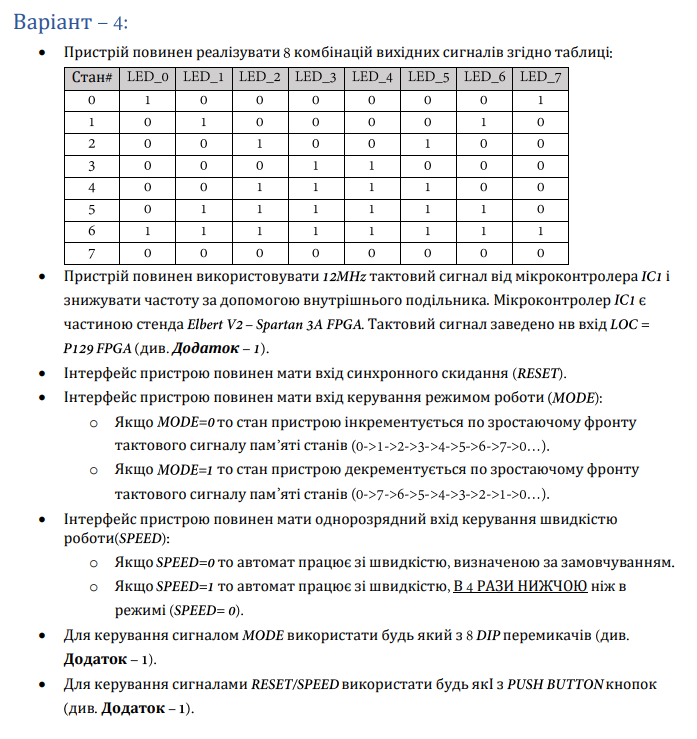 Варіант – 4:
• Пристрій повинен реалізувати 8 комбінацій вихідних сигналів згідно таблиці:
Стан# LED_0 LED_1 LED_2 LED_3 LED_4 LED_5 LED_6 LED_7
0 1 0 0 0 0 0 0 1
1 0 1 0 0 0 0 1 0
2 0 0 1 0 0 1 0 0
3 0 0 0 1 1 0 0 0
4 0 0 1 1 1 1 0 0
5 0 1 1 1 1 1 1 0
6 1 1 1 1 1 1 1 1
7 0 0 0 0 0 0 0 0
• Пристрій повинен використовувати 12MHz тактовий сигнал від мікроконтролера IC1 і
знижувати частоту за допомогою внутрішнього подільника. Мікроконтролер IC1 є
частиною стенда Elbert V2 – Spartan 3A FPGA. Тактовий сигнал заведено нв вхід LOC =
P129 FPGA (див. Додаток – 1).
• Інтерфейс пристрою повинен мати вхід синхронного скидання (RESET).
• Інтерфейс пристрою повинен мати вхід керування режимом роботи (MODE):
o Якщо MODE=0 то стан пристрою інкрементується по зростаючому фронту
тактового сигналу пам’яті станів (0->1->2->3->4->5->6->7->0…).
o Якщо MODE=1 то стан пристрою декрементується по зростаючому фронту
тактового сигналу пам’яті станів (0->7->6->5->4->3->2->1->0…).
• Інтерфейс пристрою повинен мати однорозрядний вхід керування швидкістю
роботи(SPEED):
o Якщо SPEED=0 то автомат працює зі швидкістю, визначеною за замовчуванням.
o Якщо SPEED=1 то автомат працює зі швидкістю, В 4 РАЗИ НИЖЧОЮ ніж в
режимі (SPEED= 0).
• Для керування сигналом MODE використати будь який з 8 DIP перемикачів (див.
Додаток – 1).
• Для керування сигналами RESET/SPEED використати будь якІ з PUSH BUTTON кнопок
(див. Додаток – 1).